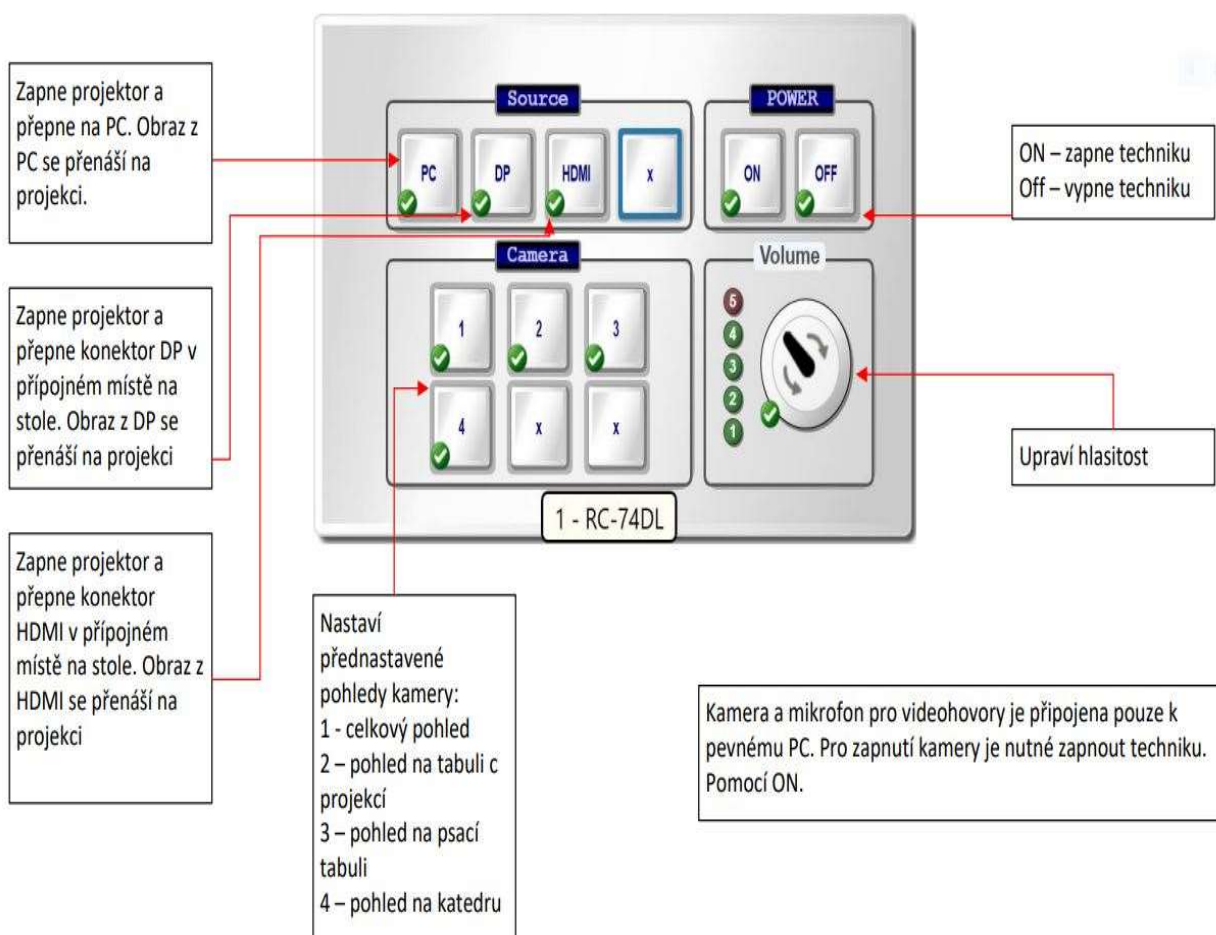 Zapne projektor a
přepne na PC. Obraz z
PC se přenáší na
projekci.
Zapne projektor a
přepne konektor DP v
přípojném místě na
stole. Obraz z DP se
přenáší na projekci
Zapne projektor a
přepne konektor
HDMI v přípojném
místě na stole. Obraz z
HDMI se přenáší na
projekci
Source
PC
DP
HDMI
x
POWER
ON
OFF
Camera
1
2
3
4
x
x
Volume
5
4
3
2
1
1 - RC-74DL
ON – zapne techniku
Off – vypne techniku
Upraví hlasitost
Nastaví
přednastavené
pohledy kamery:
1 - celkový pohled
2 – pohled na tabuli c
projekcí
3 – pohled na psací
tabuli
4 – pohled na katedru
Kamera a mikrofon pro videohovory je připojena pouze k
pevnému PC. Pro zapnutí kamery je nutné zapnout techniku.
Pomocí ON.